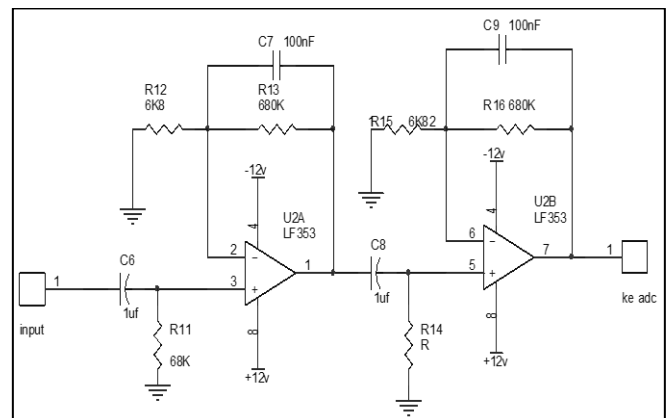 C7 100nF
C9 100nF
R12
6K8
R13
680K
1R15 6K82
R16 680K
-12v
-12v
4
4
U2A
LF353
U2B
LF353
2
6
C6
3
1
C8
5
7
1
1
1uf
1uf
input
ke adc
R11
68K
8
R14
R
8
+12v
+12v